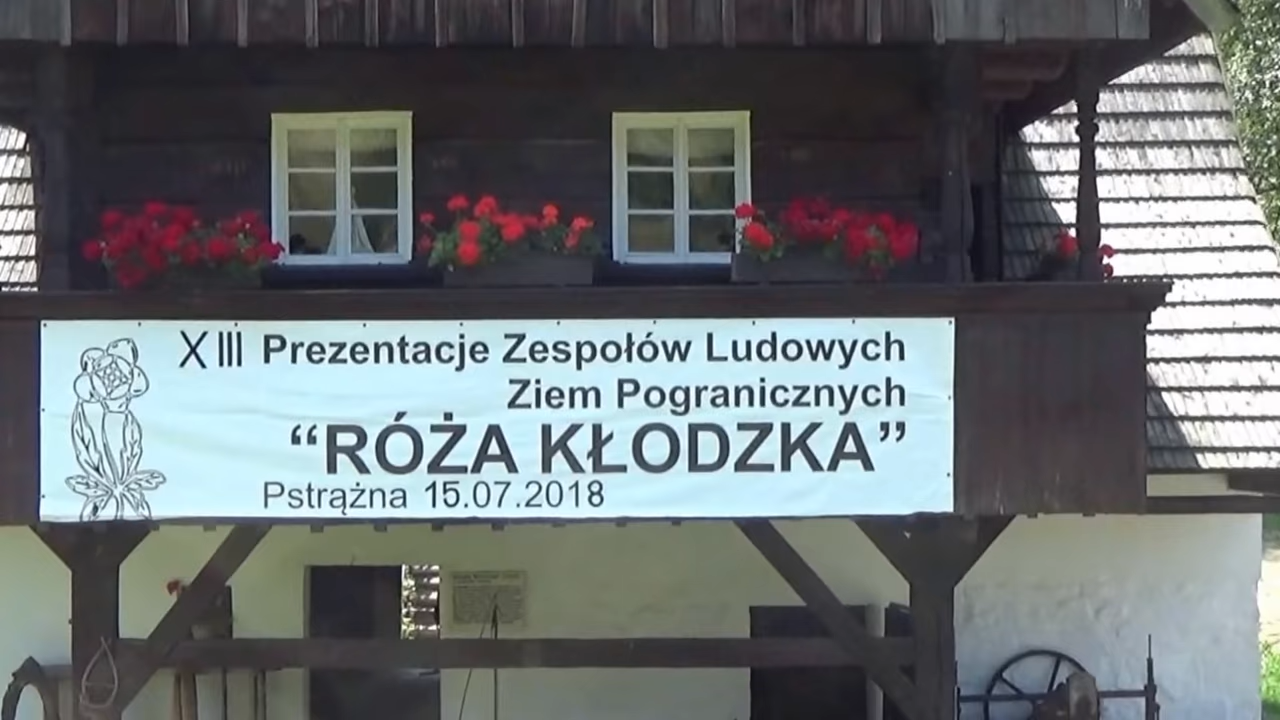 XIII Prezentacje Zespołów Ludowych
Ziem Pogranicznych
“RÓŻA KŁODZKA”
Pstrążna 15.07.2018